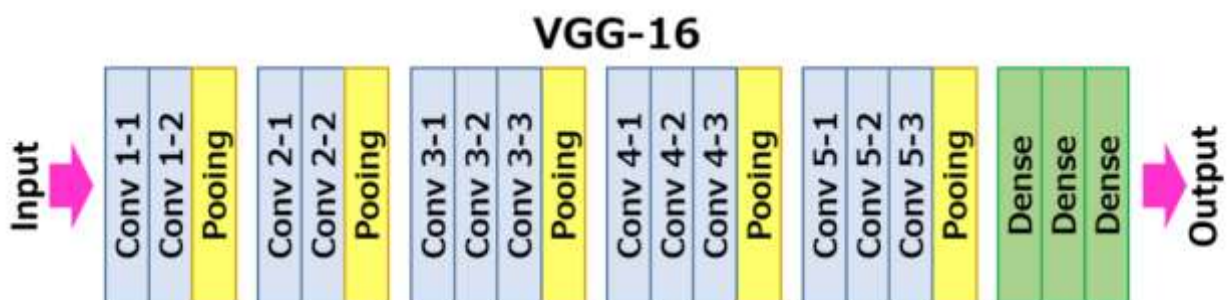 VGG-16
Input
Conv 1-1
Conv 1-2
Pooing
Conv 2-1
Conv 2-2
Pooing
Conv 3-1
Conv 3-2
Conv 3-3
Pooing
Conv 4-1
Conv 4-2
Conv 4-3
Pooing
Conv 5-1
Conv 5-2
Conv 5-3
Pooing
Dense
Dense
Dense
Output